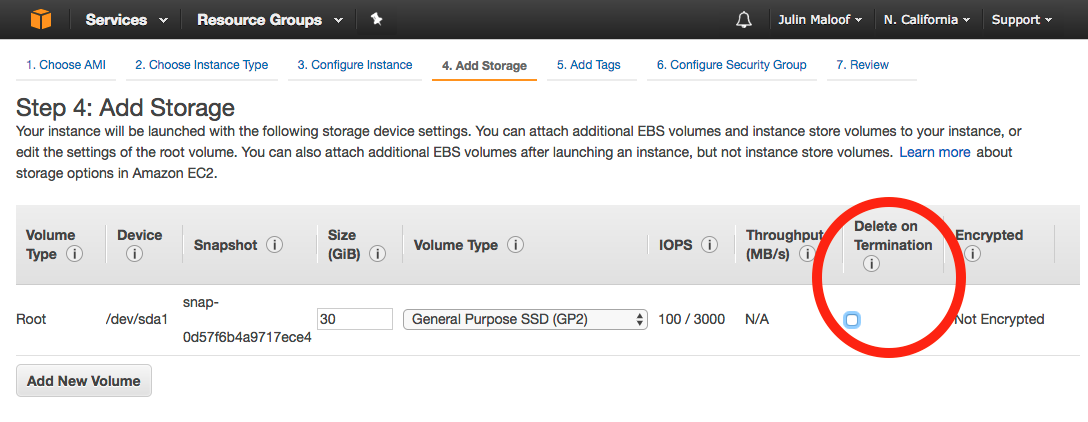 Services Resource Groups Julin Maloof N. California Support
1. Choose AMI 2. Choose Instance Type 3. Configure Instance 4. Add Storage 5. Add Tags 6. Configure Security Group 7. Review
Step 4: Add Storage
Your instance will be launched with the following storage device settings. You can attach additional EBS volumes and instance store volumes to your instance, or
edit the settings of the root volume. You can also attach additional EBS volumes after launching an instance, but not instance store volumes. Learn more about
storage options in Amazon EC2.
Volume Type i Device i Snapshot i Size (GiB) i Volume Type i IOPS i Throughput (MB/s) i Delete on Termination i Encrypted i
Root /dev/sda1 snap-0d57f6b4a9717ece4 30 General Purpose SSD (GP2) 100 / 3000 N/A Not Encrypted
Add New Volume